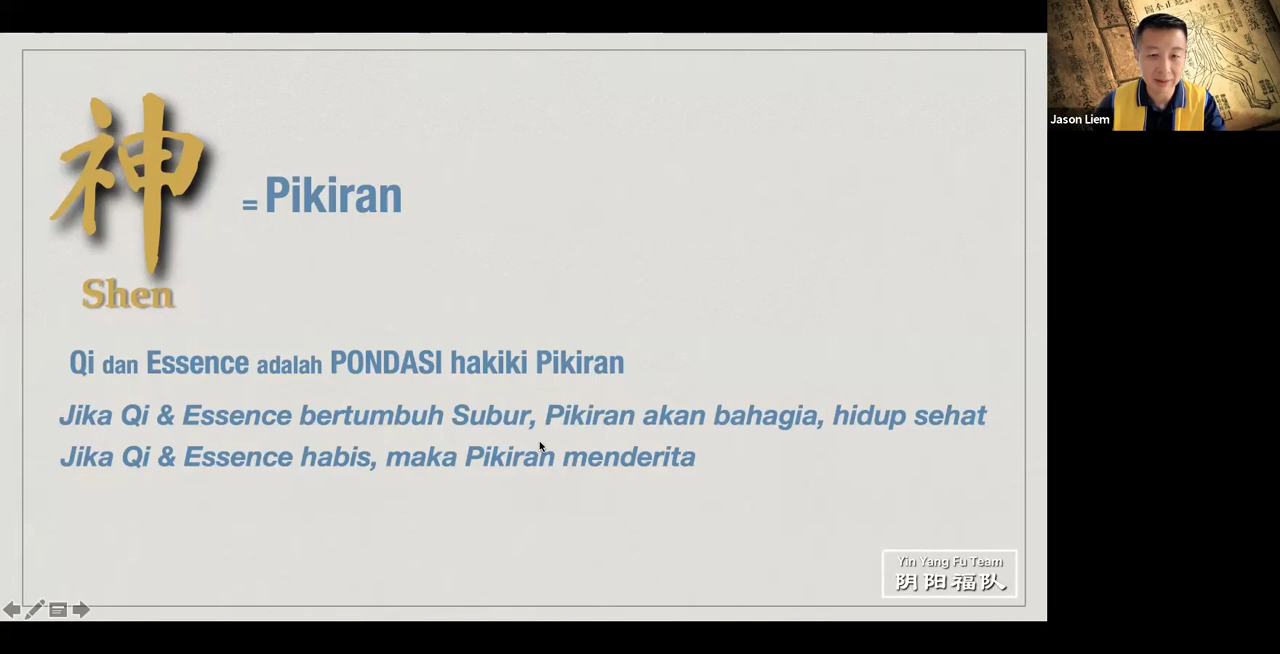 神
= Pikiran
Shen
Qi dan Essence adalah PONDASI hakiki Pikiran
Jika Qi & Essence bertumbuh Subur, Pikiran akan bahagia, hidup sehat
Jika Qi & Essence habis, maka Pikiran menderita
Yin Yang Fu Team
阴阳福队
Jason Liem